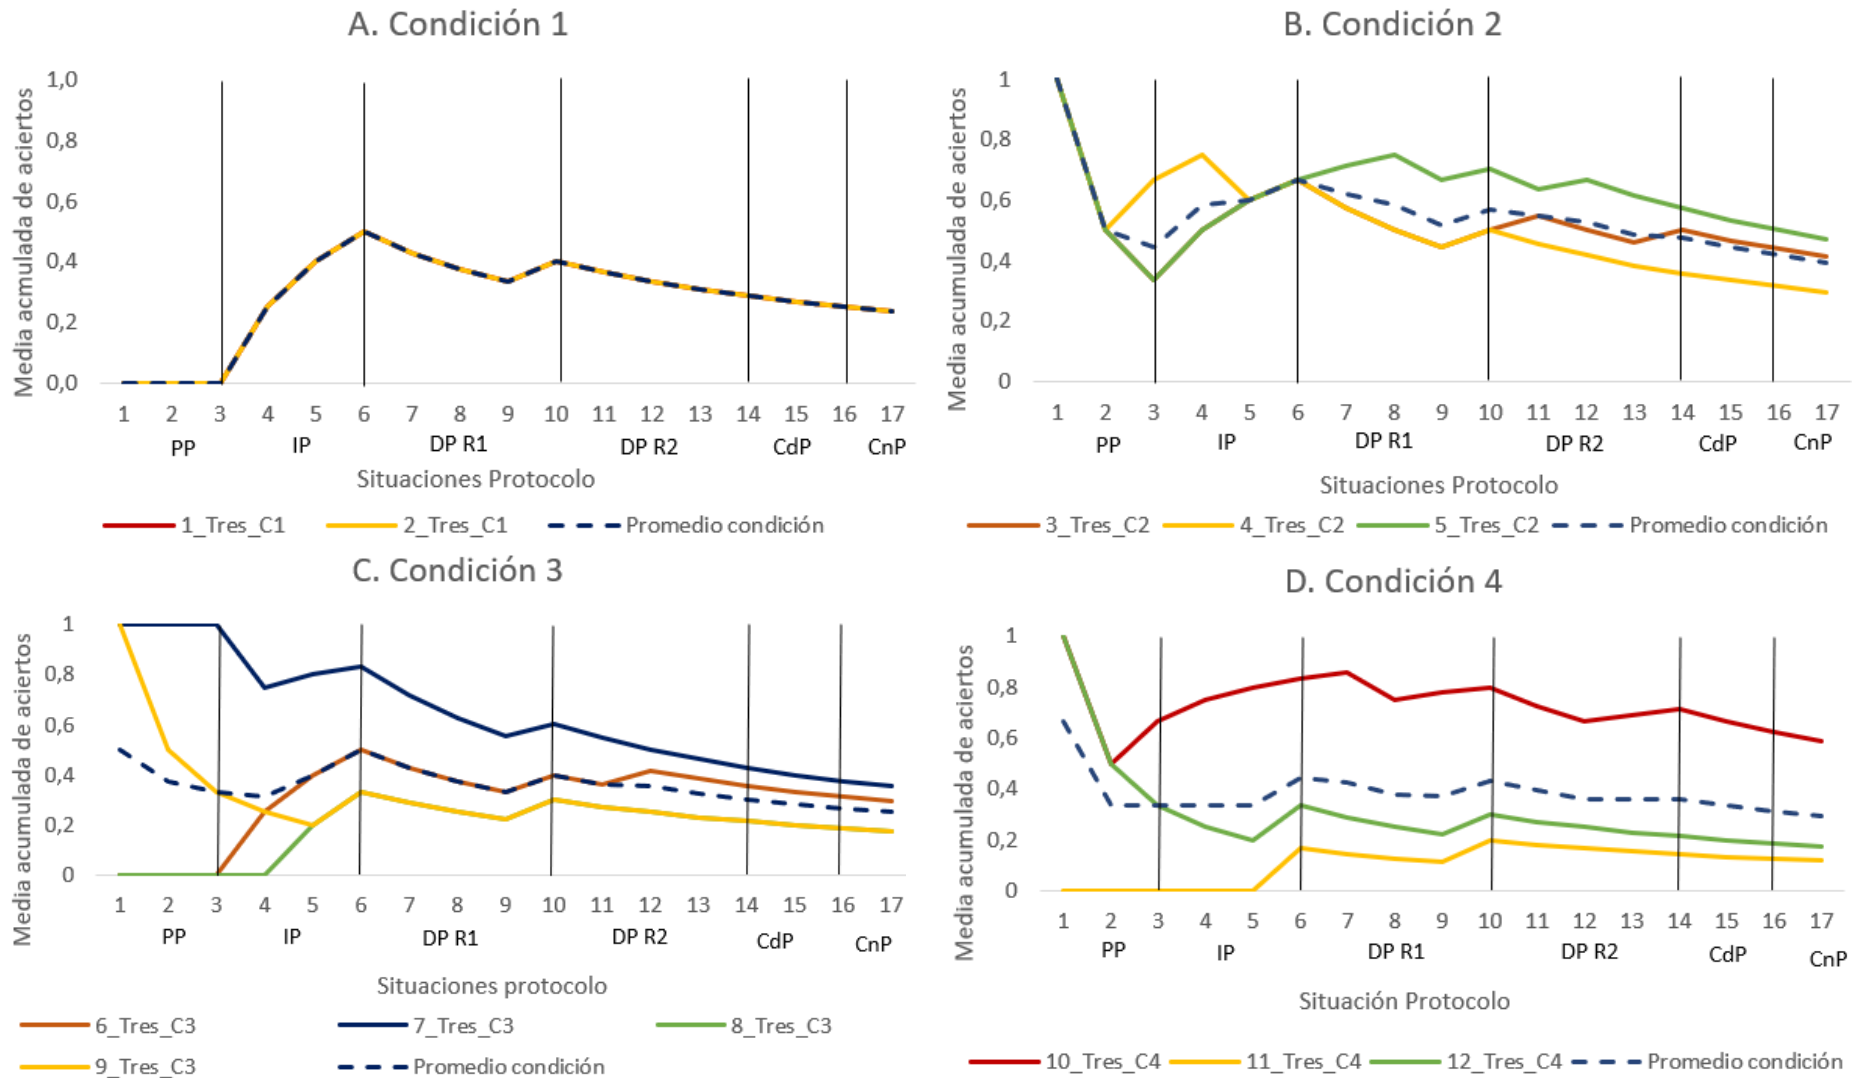 A. Condición 1
Media acmulada de aciertos
1,0
0,8
0,6
0,4
0,2
0,0
1 2 3 4 5 6 7 8 9 10 11 12 13 14 15 16 17
PP IP DP R1 DP R2 CdP CnP
Situaciones Protocolo
1_Tres_C1 2_Tres_C1 Promedio condición
B. Condición 2
Media acumulada de aciertos
1
0,8
0,6
0,4
0,2
0
1 2 3 4 5 6 7 8 9 10 11 12 13 14 15 16 17
PP IP DP R1 DP R2 CdP CnP
Situaciones Protocolo
3_Tres_C2 4_Tres_C2 5_Tres_C2 Promedio condición
C. Condición 3
Media acumulada de aciertos
1
0,8
0,6
0,4
0,2
0
1 2 3 4 5 6 7 8 9 10 11 12 13 14 15 16 17
PP IP DP R1 DP R2 CdP CnP
Situaciones protocolo
6_Tres_C3 7_Tres_C3 8_Tres_C3
9_Tres_C3 Promedio condición
D. Condición 4
Media acumulada de aciertos
1
0,8
0,6
0,4
0,2
0
1 2 3 4 5 6 7 8 9 10 11 12 13 14 15 16 17
PP IP DP R1 DP R2 CdP CnP
Situación Protocolo
10_Tres_C4 11_Tres_C4 12_Tres_C4 Promedio condición